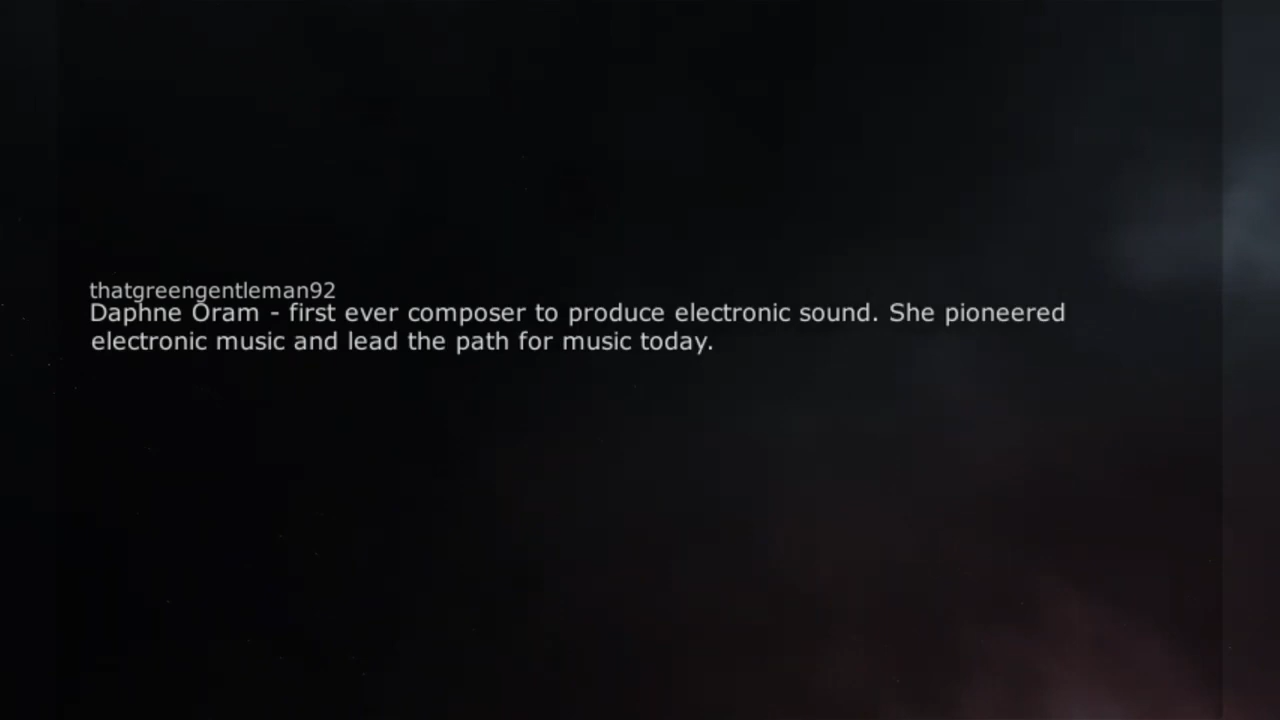 thatgreengentleman92
Daphne Oram - first ever composer to produce electronic sound. She pioneered
electronic music and lead the path for music today.